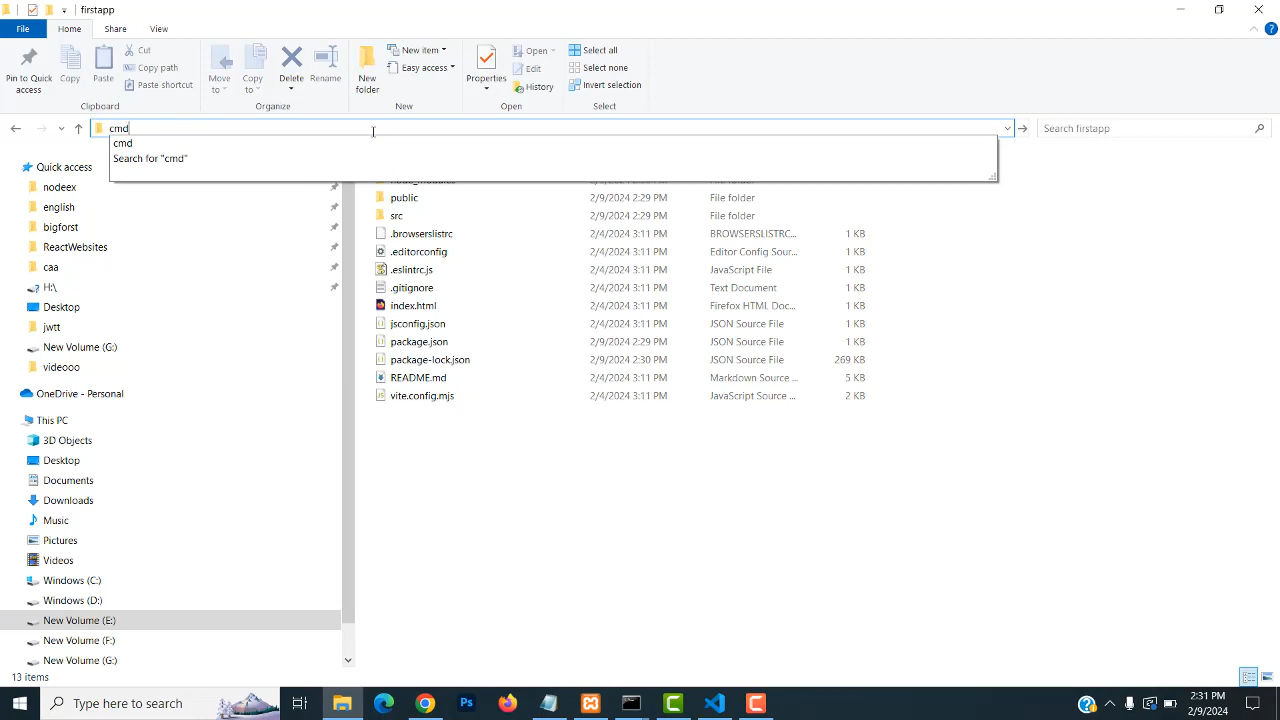 firstapp
File
Home
Share
View
Pin to Quick access
Copy
Paste
Cut
Copy path
Paste shortcut
Move to
Copy to
Delete
Rename
New folder
New item
Easy access
Properties
Open
Edit
History
Select all
Select none
Invert selection
Clipboard
Organize
New
Open
Select
cmd
Search firstapp
cmd
Search for "cmd"
Quick access
nodeex
english
bigforst
ReactWebsites
caa
H:\
Desktop
jwtt
New Volume (G:)
videooo
OneDrive - Personal
This PC
3D Objects
Desktop
Documents
Downloads
Music
Pictures
Videos
Windows (C:)
Windows (D:)
New Volume (E:)
New Volume (F:)
New Volume (G:)
public 2/9/2024 2:29 PM File folder
src 2/9/2024 2:29 PM File folder
.browserslistrc 2/4/2024 3:11 PM BROWSERSLISTRC... 1 KB
.editorconfig 2/4/2024 3:11 PM Editor Config Sour... 1 KB
.eslintrc.js 2/4/2024 3:11 PM JavaScript File 1 KB
.gitignore 2/4/2024 3:11 PM Text Document 1 KB
index.html 2/4/2024 3:11 PM Firefox HTML Doc... 1 KB
jsconfig.json 2/4/2024 3:11 PM JSON Source File 1 KB
package.json 2/9/2024 2:29 PM JSON Source File 1 KB
package-lock.json 2/9/2024 2:30 PM JSON Source File 269 KB
README.md 2/4/2024 3:11 PM Markdown Source ... 5 KB
vite.config.mjs 2/4/2024 3:11 PM JavaScript Source ... 2 KB
13 items
Type here to search
Ps
2:31 PM
2/9/2024